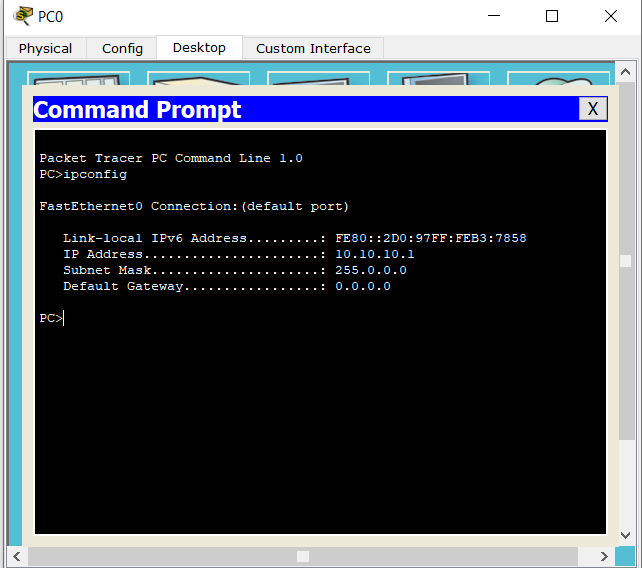 PC0
Physical Config Desktop Custom Interface
Command Prompt X
Packet Tracer PC Command Line 1.0
PC>ipconfig
FastEthernet0 Connection:(default port)
Link-local IPv6 Address.........: FE80::2D0:97FF:FEB3:7858
IP Address......................: 10.10.10.1
Subnet Mask.....................: 255.0.0.0
Default Gateway.................: 0.0.0.0
PC>